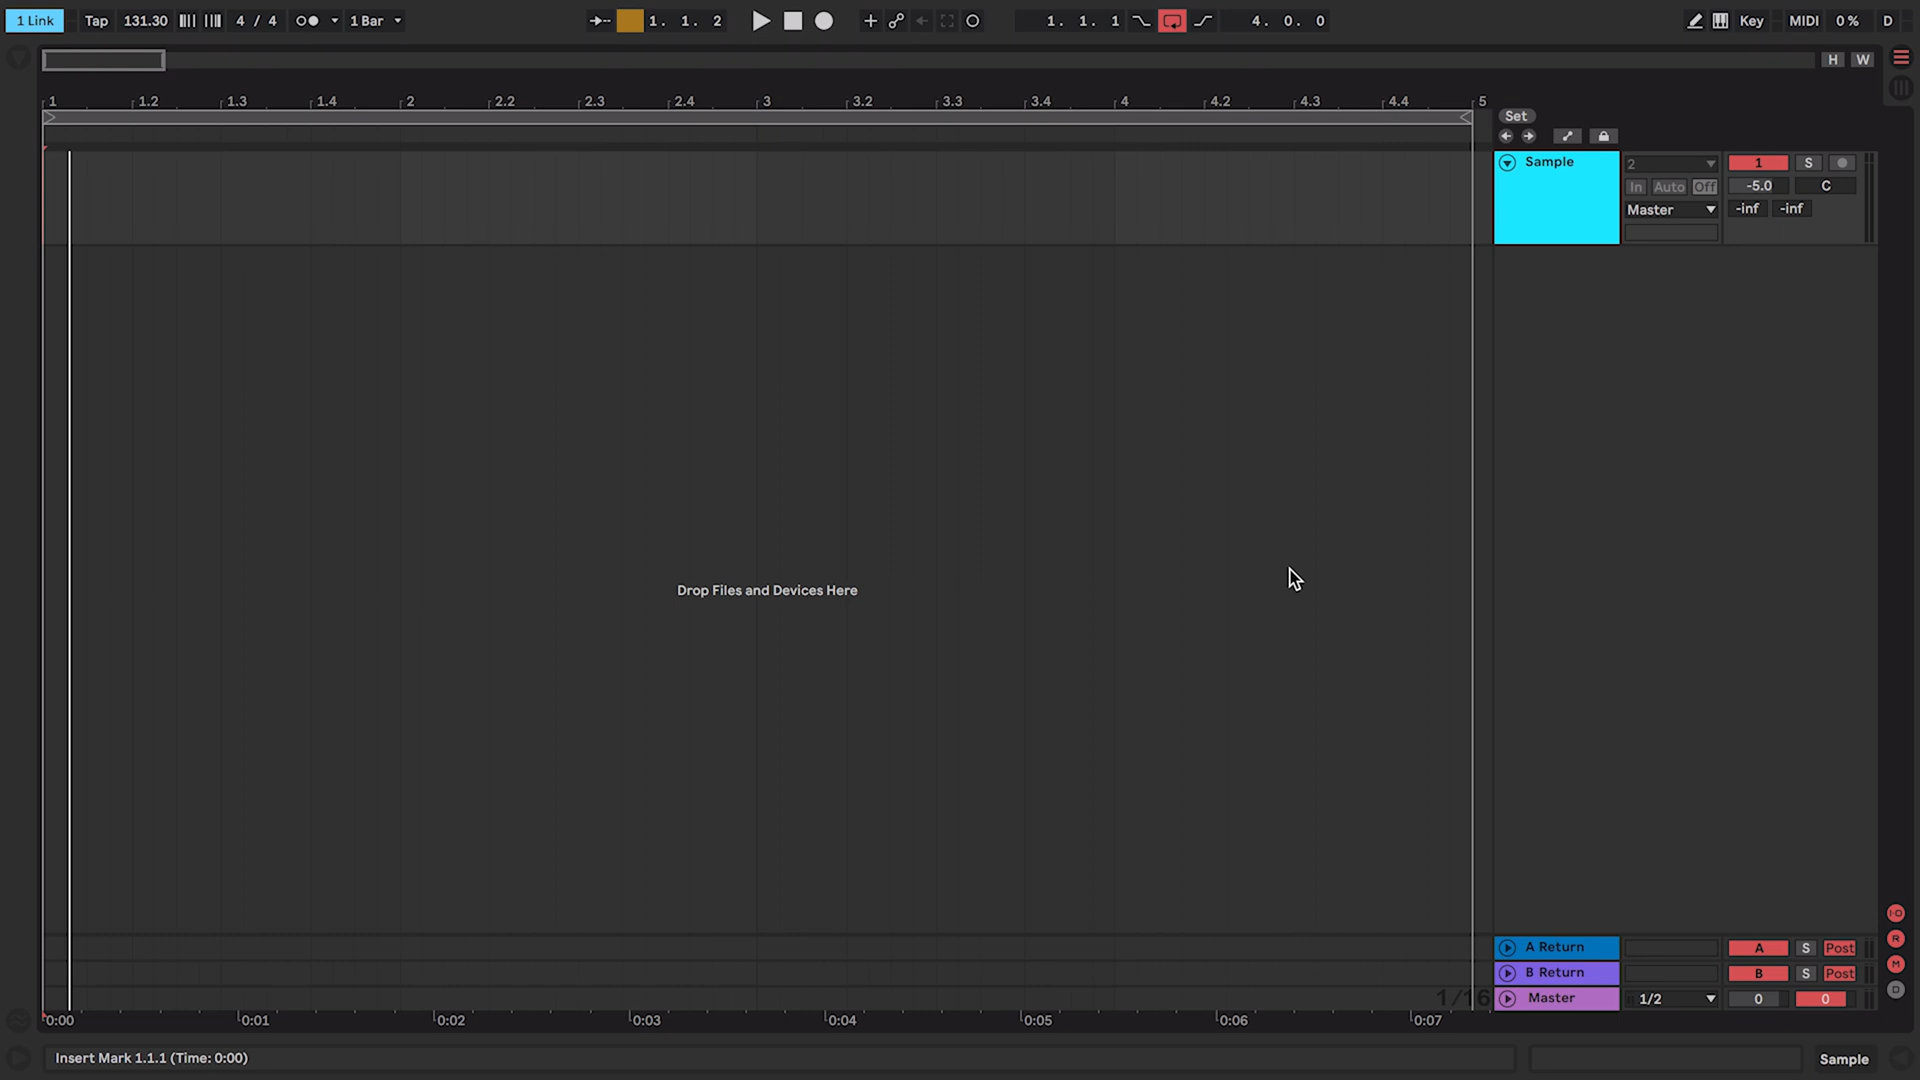 1 Link Tap 131.30 4 / 4 1 Bar 1. 1. 2 1. 1. 1 4. 0. 0 Key MIDI 0 % D
H W
1 1.2 1.3 1.4 2 2.2 2.3 2.4 3 3.2 3.3 3.4 4 4.2 4.3 4.4 5
Set
Sample 2 1 S
In Auto Off -5.0 C
Master -inf -inf
Drop Files and Devices Here
I·O
R
A Return A S Post
M
B Return B S Post
D
1/16 Master 1/2 0 0
0:00 0:01 0:02 0:03 0:04 0:05 0:06 0:07
Insert Mark 1.1.1 (Time: 0:00) Sample